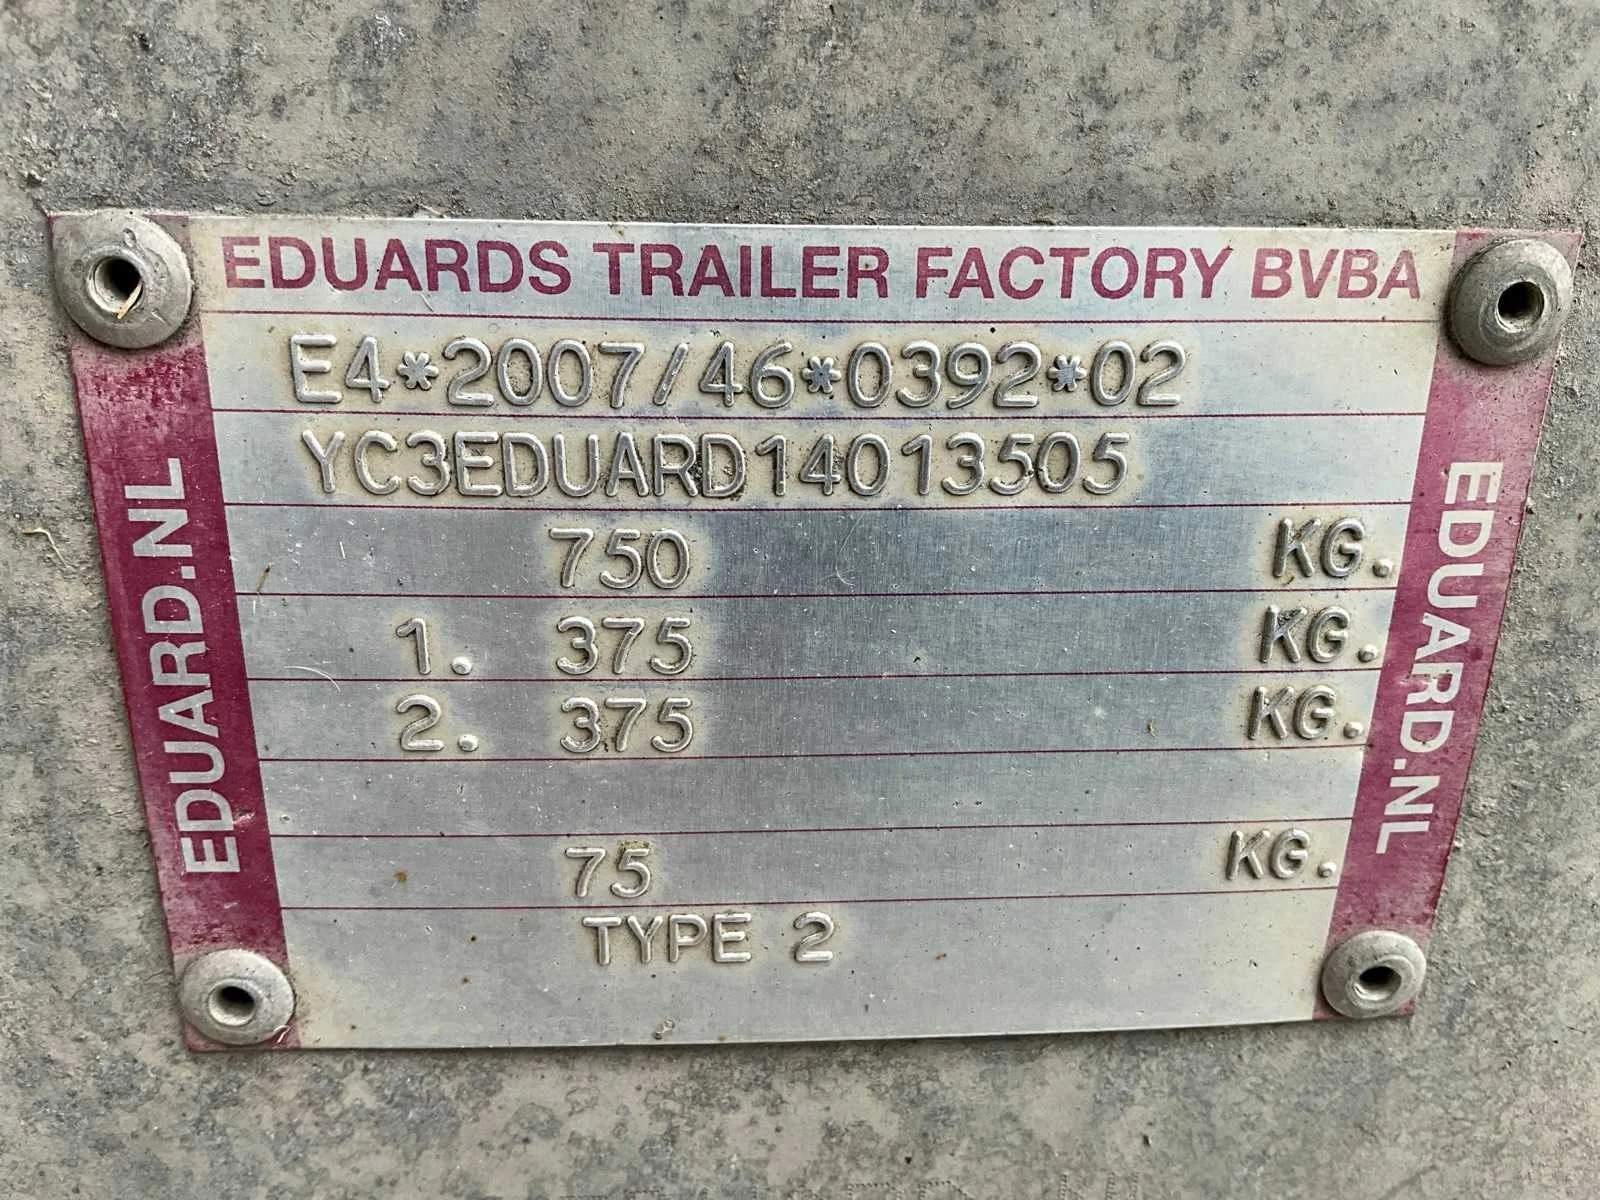 EDUARDS TRAILER FACTORY BVBA
E4*2007/46*0392*02
YC3EDUARD14013505
750 KG.
1. 375 KG.
2. 375 KG.
75 KG.
TYPE 2
EDUARD.NL
EDUARD.NL